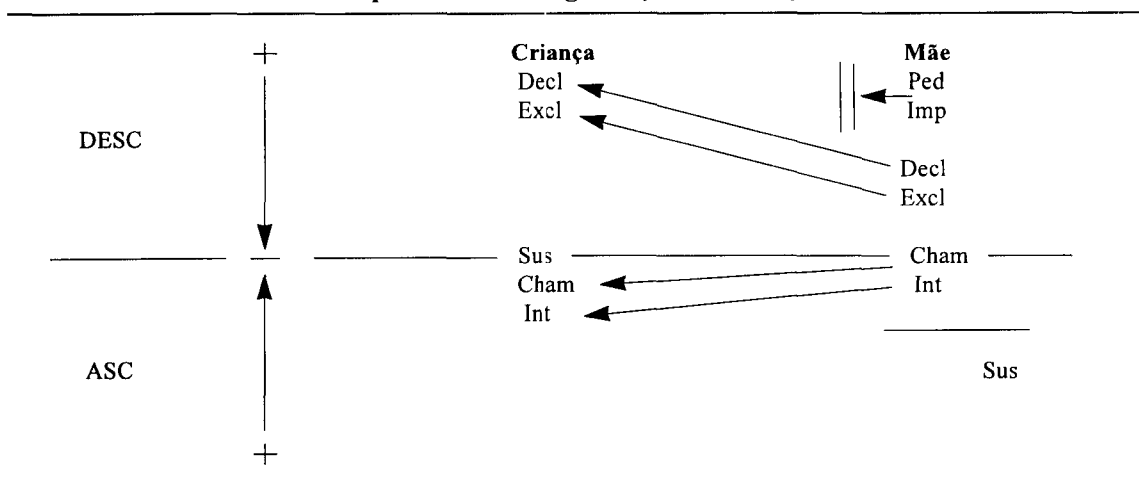 + Criança Mãe
Decl Ped
Excl Imp
DESC
Decl
Excl
Sus Cham
Cham Int
Int
ASC Sus
+